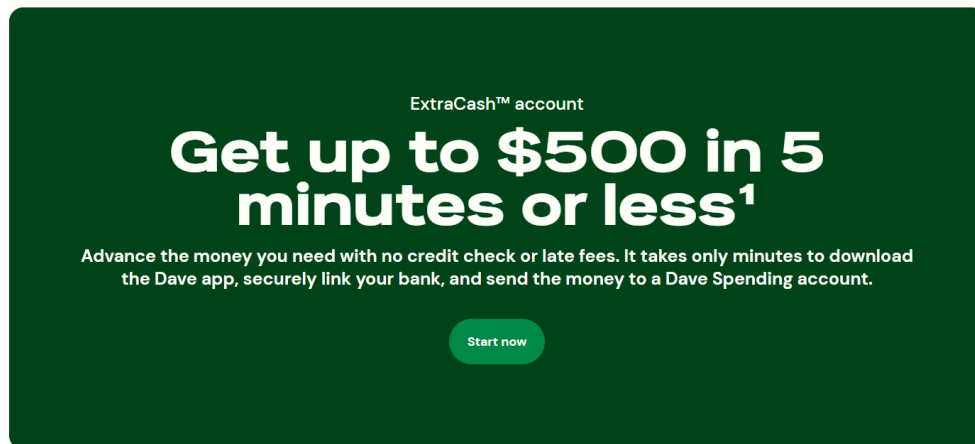 ExtraCash™ account
Get up to $500 in 5
minutes or less¹
Advance the money you need with no credit check or late fees. It takes only minutes to download
the Dave app, securely link your bank, and send the money to a Dave Spending account.
Start now